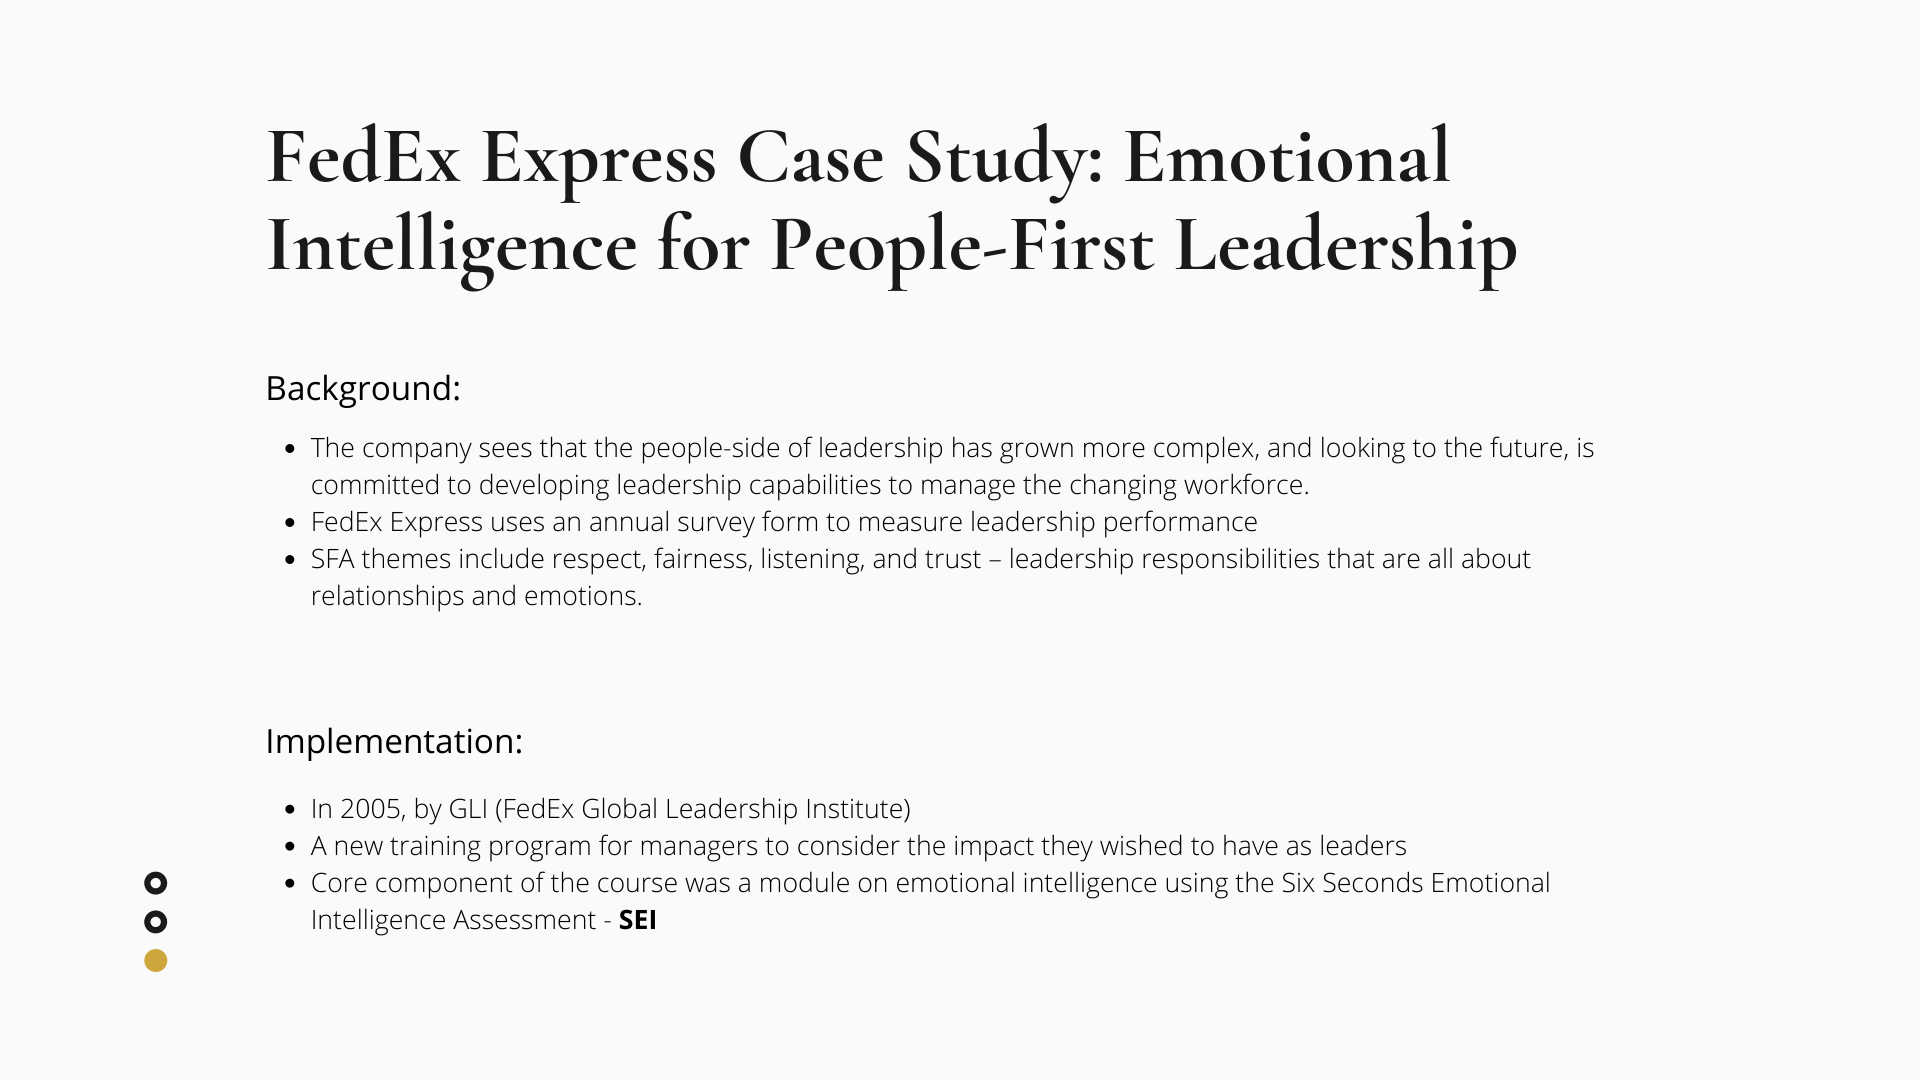 FedEx Express Case Study: Emotional
Intelligence for People-First Leadership
Background:
• The company sees that the people-side of leadership has grown more complex, and looking to the future, is
committed to developing leadership capabilities to manage the changing workforce.
• FedEx Express uses an annual survey form to measure leadership performance
• SFA themes include respect, fairness, listening, and trust – leadership responsibilities that are all about
relationships and emotions.
Implementation:
• In 2005, by GLI (FedEx Global Leadership Institute)
• A new training program for managers to consider the impact they wished to have as leaders
• Core component of the course was a module on emotional intelligence using the Six Seconds Emotional
Intelligence Assessment - SEI